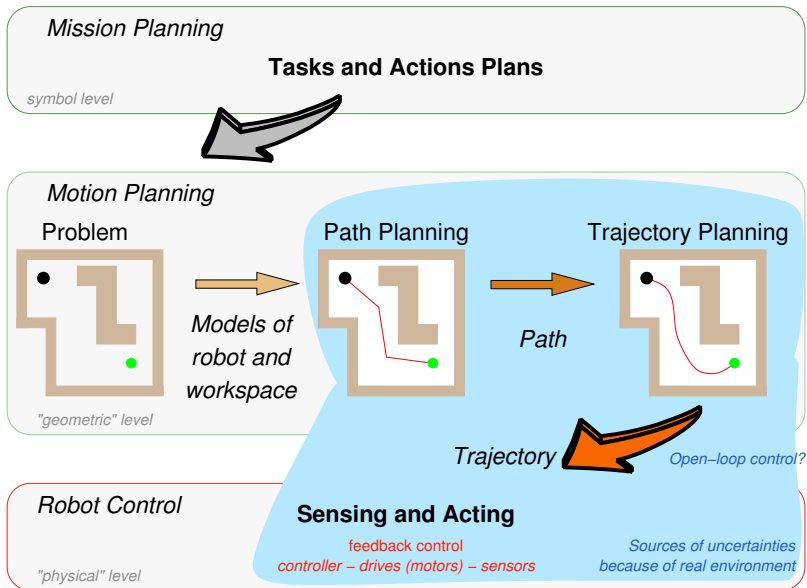 Mission Planning
Tasks and Actions Plans
symbol level
Motion Planning
Problem
Path Planning
Trajectory Planning
Models of
robot and
workspace
Path
"geometric" level
Trajectory
Open−loop control?
Robot Control
Sensing and Acting
feedback control
controller − drives (motors) − sensors
Sources of uncertainties
because of real environment
"physical" level